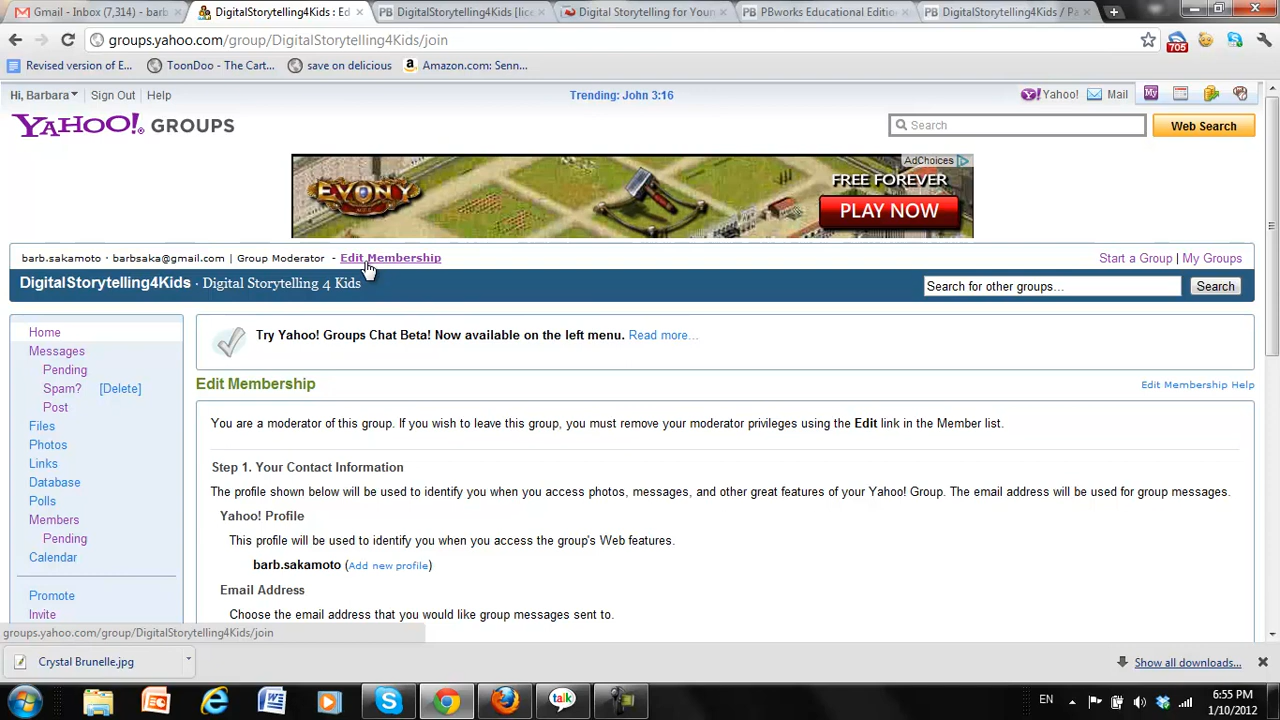 Gmail - Inbox (7,314) - barb
DigitalStorytelling4Kids : Ed
DigitalStorytelling4Kids [lice
Digital Storytelling for Your
PBworks Educational Edition
DigitalStorytelling4Kids / Pa
groups.yahoo.com/group/DigitalStorytelling4Kids/join
705
Revised version of E...
ToonDoo - The Cart...
save on delicious
Amazon.com: Senn...
Hi, Barbara
Sign Out
Help
Trending: John 3:16
Yahoo!
Mail
YAHOO! GROUPS
Search
Web Search
AdChoices
EVONY
FREE FOREVER
PLAY NOW
barb.sakamoto · barbsaka@gmail.com | Group Moderator - Edit Membership
Start a Group | My Groups
DigitalStorytelling4Kids · Digital Storytelling 4 Kids
Search for other groups...
Search
Home
Messages
Pending
Spam? [Delete]
Post
Files
Photos
Links
Database
Polls
Members
Pending
Calendar
Promote
Invite
Try Yahoo! Groups Chat Beta! Now available on the left menu. Read more...
Edit Membership
Edit Membership Help
You are a moderator of this group. If you wish to leave this group, you must remove your moderator privileges using the Edit link in the Member list.
Step 1. Your Contact Information
The profile shown below will be used to identify you when you access photos, messages, and other great features of your Yahoo! Group. The email address will be used for group messages.
Yahoo! Profile
This profile will be used to identify you when you access the group's Web features.
barb.sakamoto (Add new profile)
Email Address
Choose the email address that you would like group messages sent to.
groups.yahoo.com/group/DigitalStorytelling4Kids/join
Crystal Brunelle.jpg
Show all downloads...
talk
EN
6:55 PM
1/10/2012